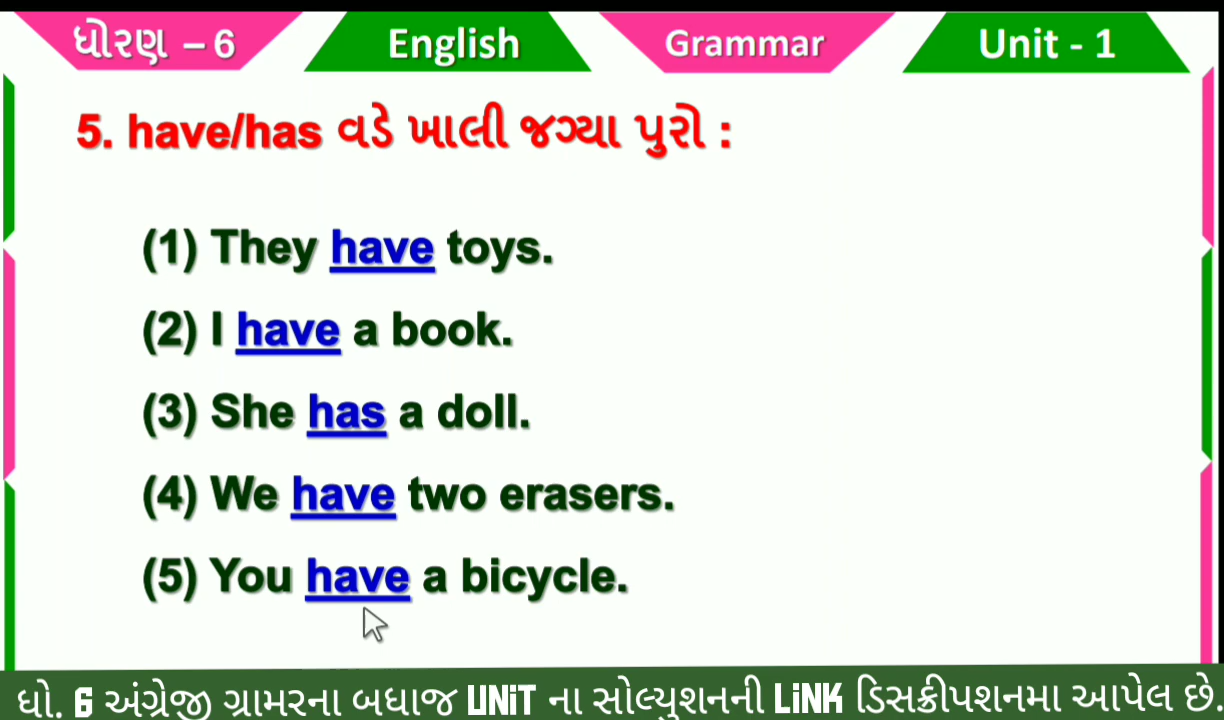 ધોરણ – 6 English Grammar Unit - 1
5. have/has વડે ખાલી જગ્યા પુરો :
(1) They have toys.
(2) I have a book.
(3) She has a doll.
(4) We have two erasers.
(5) You have a bicycle.
ધો. 6 અંગ્રેજી ગ્રામરના બધાજ UNiT ના સોલ્યુશનની LiNK ડિસક્રીપશનમા આપેલ છે.